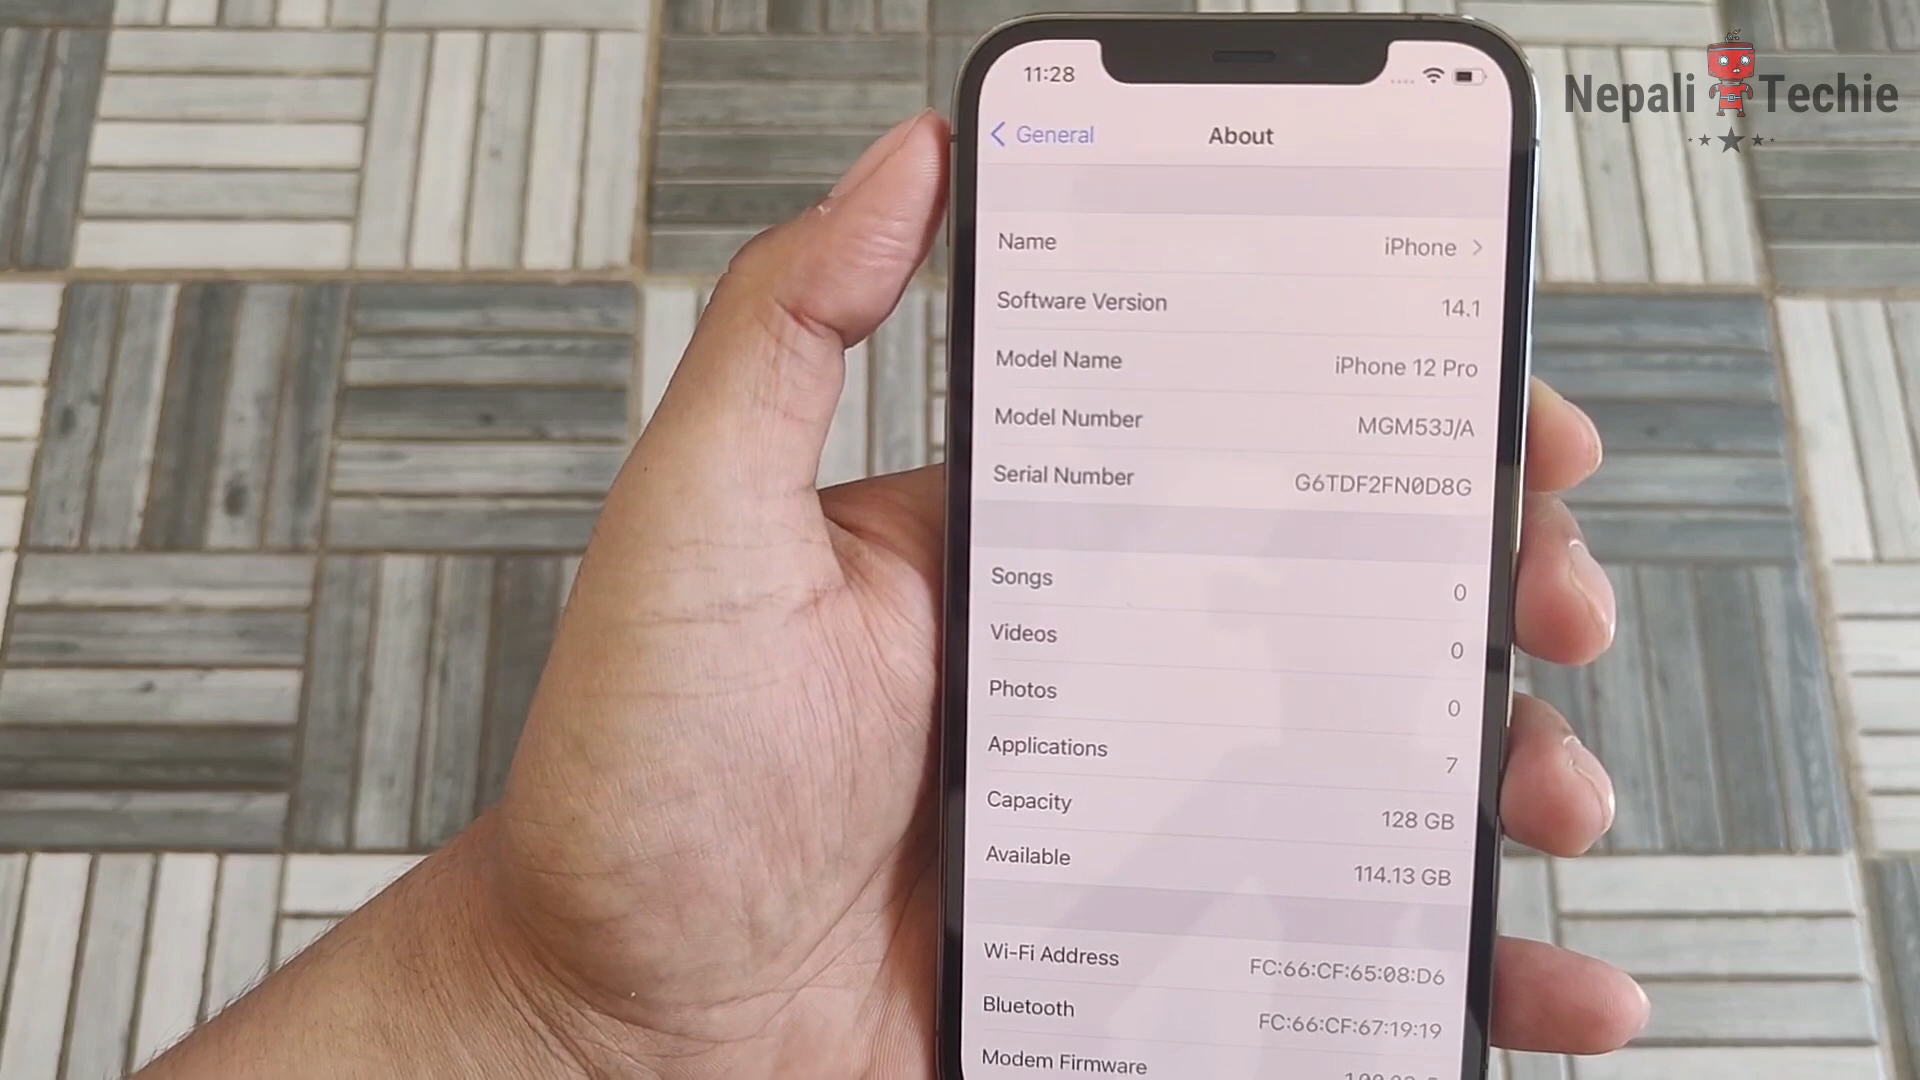 11:28
Nepali Techie
General
About
Name iPhone
Software Version 14.1
Model Name iPhone 12 Pro
Model Number MGM53J/A
Serial Number G6TDF2FN0D8G
Songs 0
Videos 0
Photos 0
Applications 7
Capacity 128 GB
Available 114.13 GB
Wi-Fi Address FC:66:CF:65:08:D6
Bluetooth FC:66:CF:67:19:19
Modem Firmware